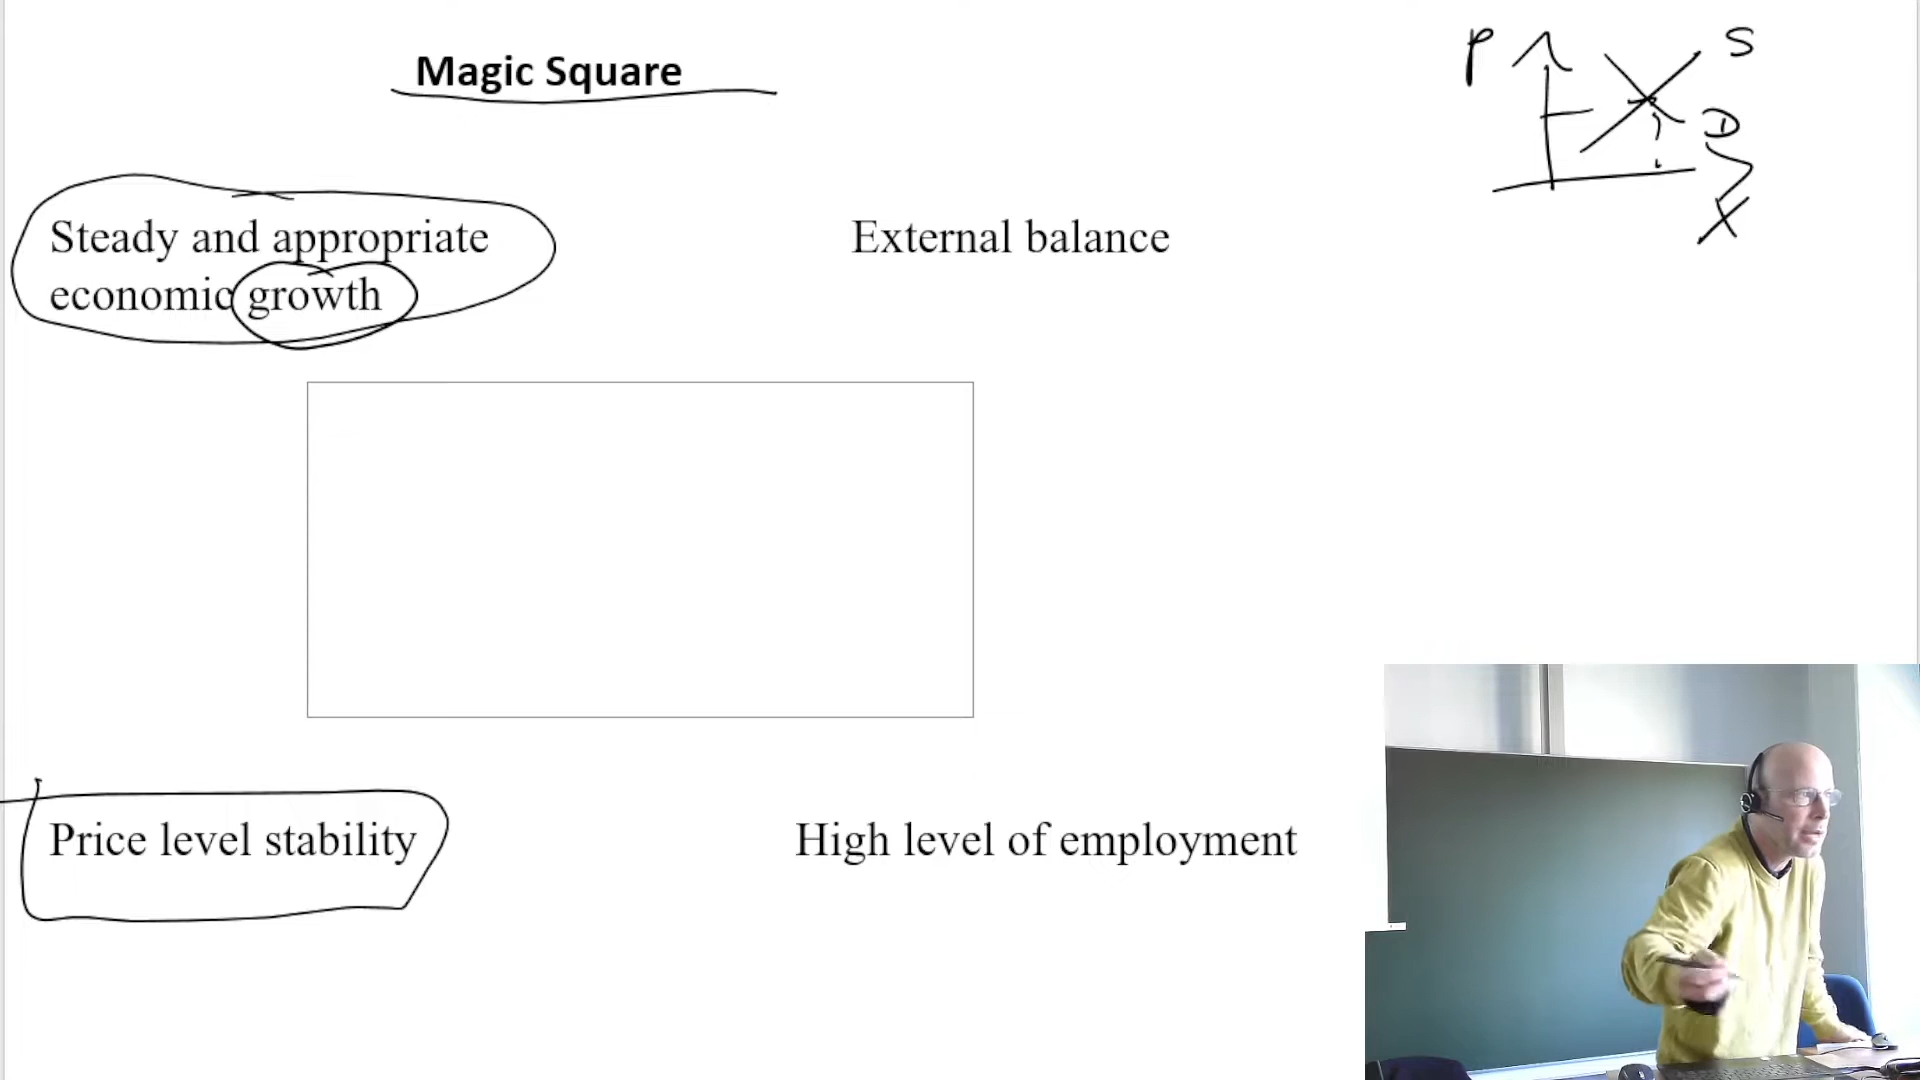 Magic Square
P
S
D
X
Steady and appropriate
economic growth
External balance
Price level stability
High level of employment